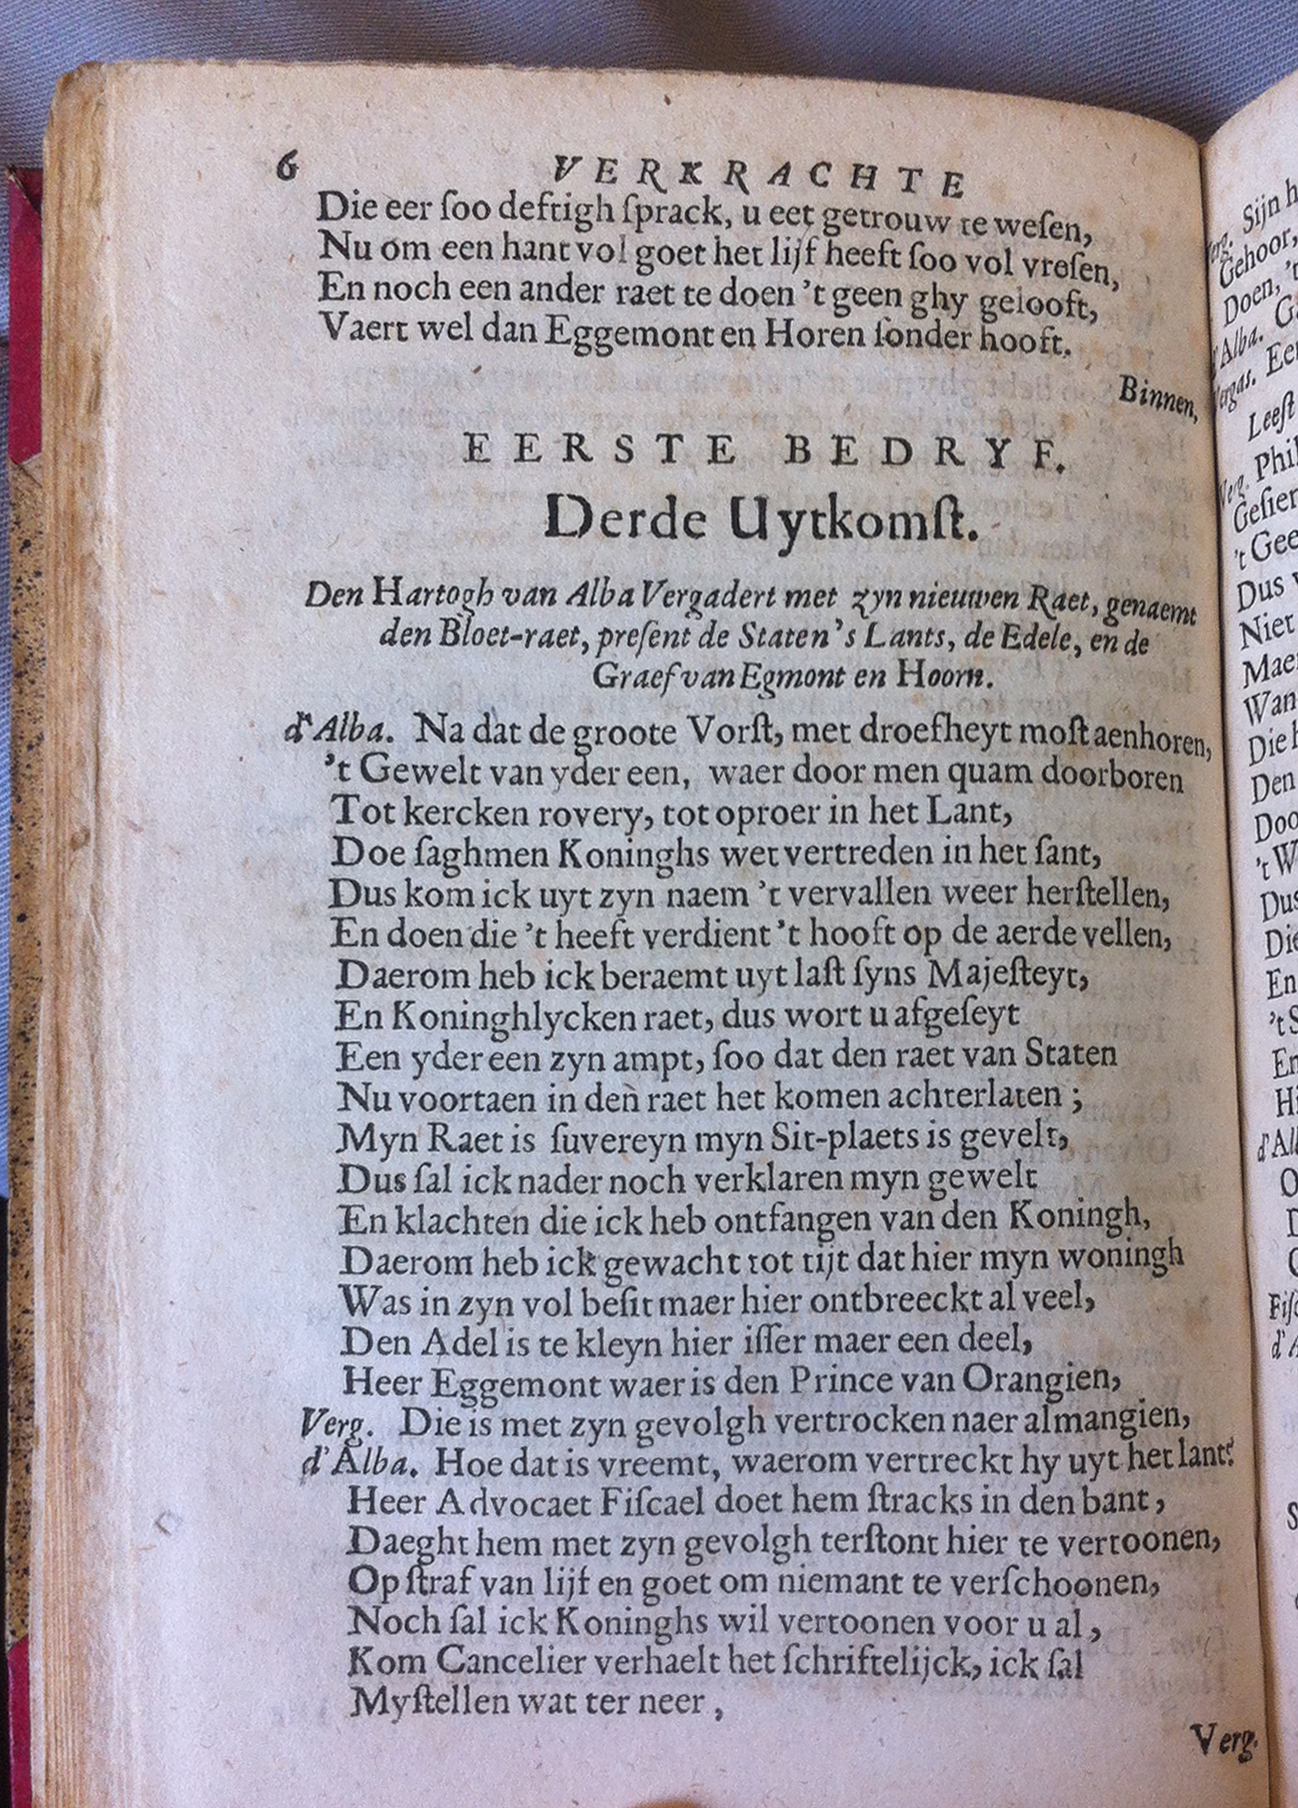 6 VERKRACHTE
Die eer ſoo deftigh ſprack, u eet getrouw te weſen,
Nu om een hant vol goet het lijf heeft ſoo vol vreſen,
En noch een ander raet te doen 't geen ghy gelooft,
Vaert wel dan Eggemont en Horen ſonder hooft.
Binnen,
EERSTE BEDRYF.
Derde Uytkomſt.
Den Hartogh van Alba Vergadert met zyn nieuwen Raet, genaemt
den Bloet-raet, preſent de Staten's Lants, de Edele, en de
Graef van Egmont en Hoorn.
d'Alba. Na dat de groote Vorſt, met droefheyt moſt aenhoren,
't Gewelt van yder een, waer door men quam doorboren
Tot kercken rovery, tot oproer in het Lant,
Doe ſaghmen Koninghs wet vertreden in het ſant,
Dus kom ick uyt zyn naem 't vervallen weer herſtellen,
En doen die 't heeft verdient 't hooft op de aerde vellen,
Daerom heb ick beraemt uyt laſt ſyns Majeſteyt,
En Koninghlycken raet, dus wort u afgeſeyt
Een yder een zyn ampt, ſoo dat den raet van Staten
Nu voortaen in den raet het komen achterlaten;
Myn Raet is ſuvereyn myn Sit-plaets is gevelt,
Dus ſal ick nader noch verklaren myn gewelt
En klachten die ick heb ontfangen van den Koningh,
Daerom heb ick gewacht tot tijt dat hier myn woningh
Was in zyn vol beſit maer hier ontbreeckt al veel,
Den Adel is te kleyn hier iſſer maer een deel,
Heer Eggemont waer is den Prince van Orangien,
Verg. Die is met zyn gevolgh vertrocken naer almangien,
d'Alba. Hoe dat is vreemt, waerom vertreckt hy uyt het lant?
Heer Advocaet Fiſcael doet hem ſtracks in den bant,
Daeght hem met zyn gevolgh terſtont hier te vertoonen,
Op ſtraf van lijf en goet om niemant te verſchoonen,
Noch ſal ick Koninghs wil vertoonen voor u al,
Kom Cancelier verhaelt het ſchriftelijck, ick ſal
Myſtellen wat ter neer,
Verg.
Sijn
Gehoor,
Doen,
d'Alba.
Leeſt
Verg.
't Gee
Dus
Niet
Den
En